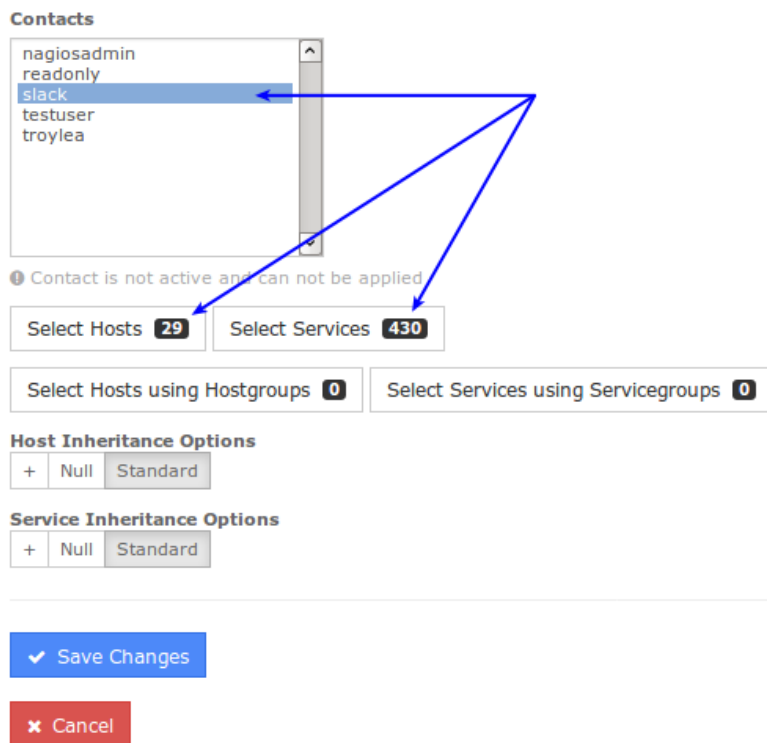 Contacts
nagiosadmin
readonly
slack
testuser
troylea
Contact is not active and can not be applied
Select Hosts 29 Select Services 430
Select Hosts using Hostgroups 0 Select Services using Servicegroups 0
Host Inheritance Options
+ Null Standard
Service Inheritance Options
+ Null Standard
Save Changes
Cancel